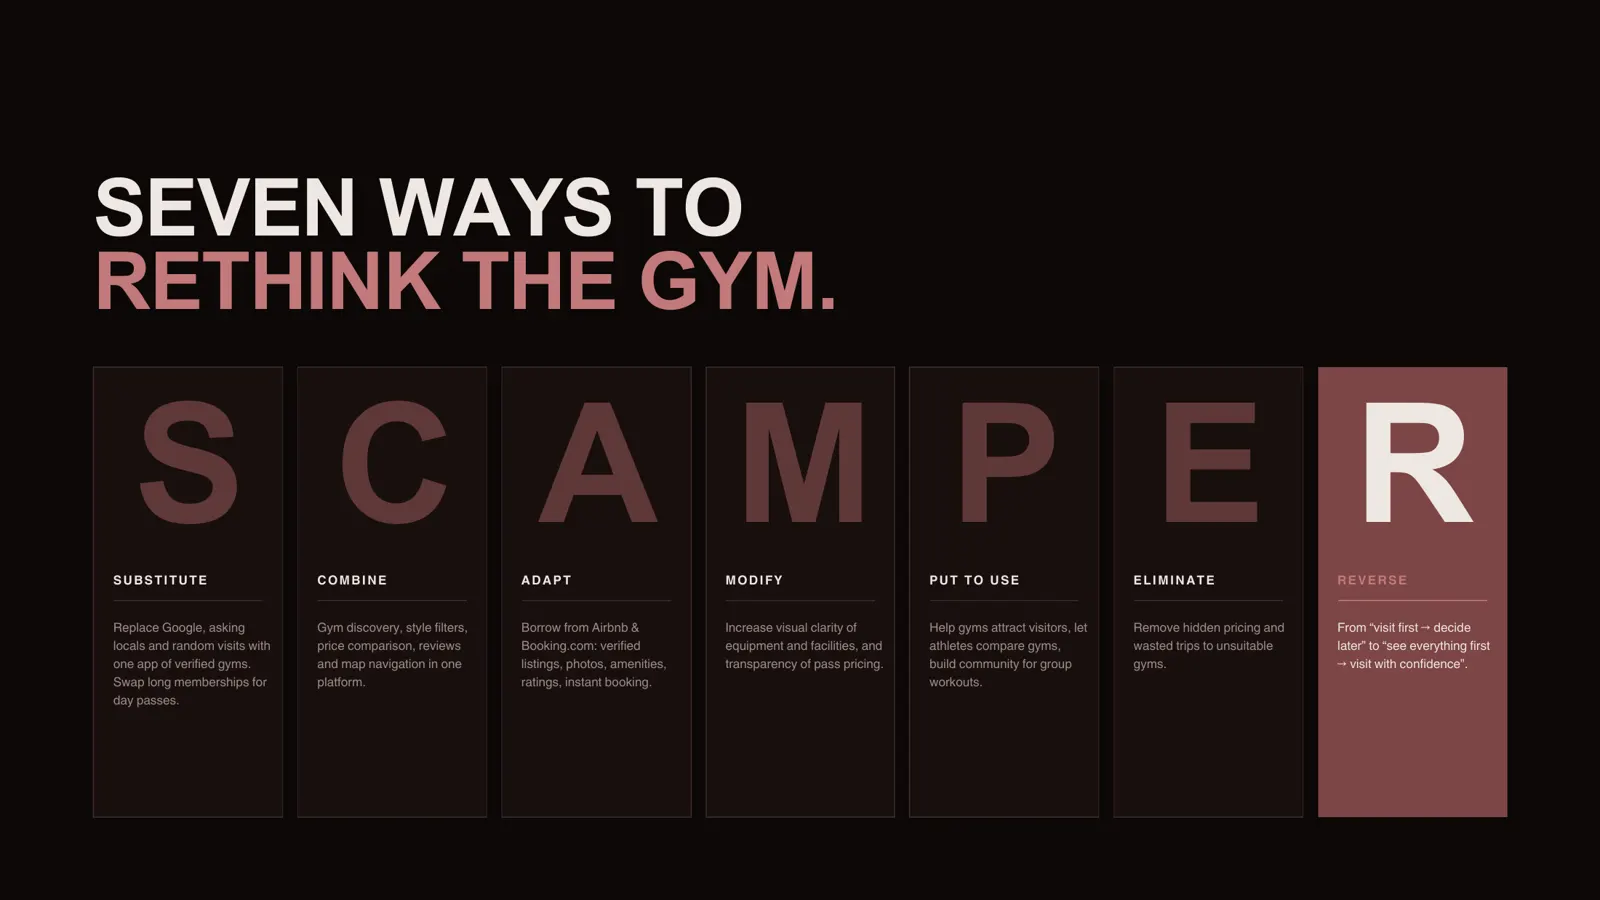 SEVEN WAYS TO
RETHINK THE GYM.
S
SUBSTITUTE
Replace Google, asking
locals and random visits with
one app of verified gyms.
Swap long memberships for
day passes.
C
COMBINE
Gym discovery, style filters,
price comparison, reviews
and map navigation in one
platform.
A
ADAPT
Borrow from Airbnb &
Booking.com: verified
listings, photos, amenities,
ratings, instant booking.
M
MODIFY
Increase visual clarity of
equipment and facilities, and
transparency of pass pricing.
P
PUT TO USE
Help gyms attract visitors, let
athletes compare gyms,
build community for group
workouts.
E
ELIMINATE
Remove hidden pricing and
wasted trips to unsuitable
gyms.
R
REVERSE
From “visit first → decide
later” to “see everything first
→ visit with confidence”.